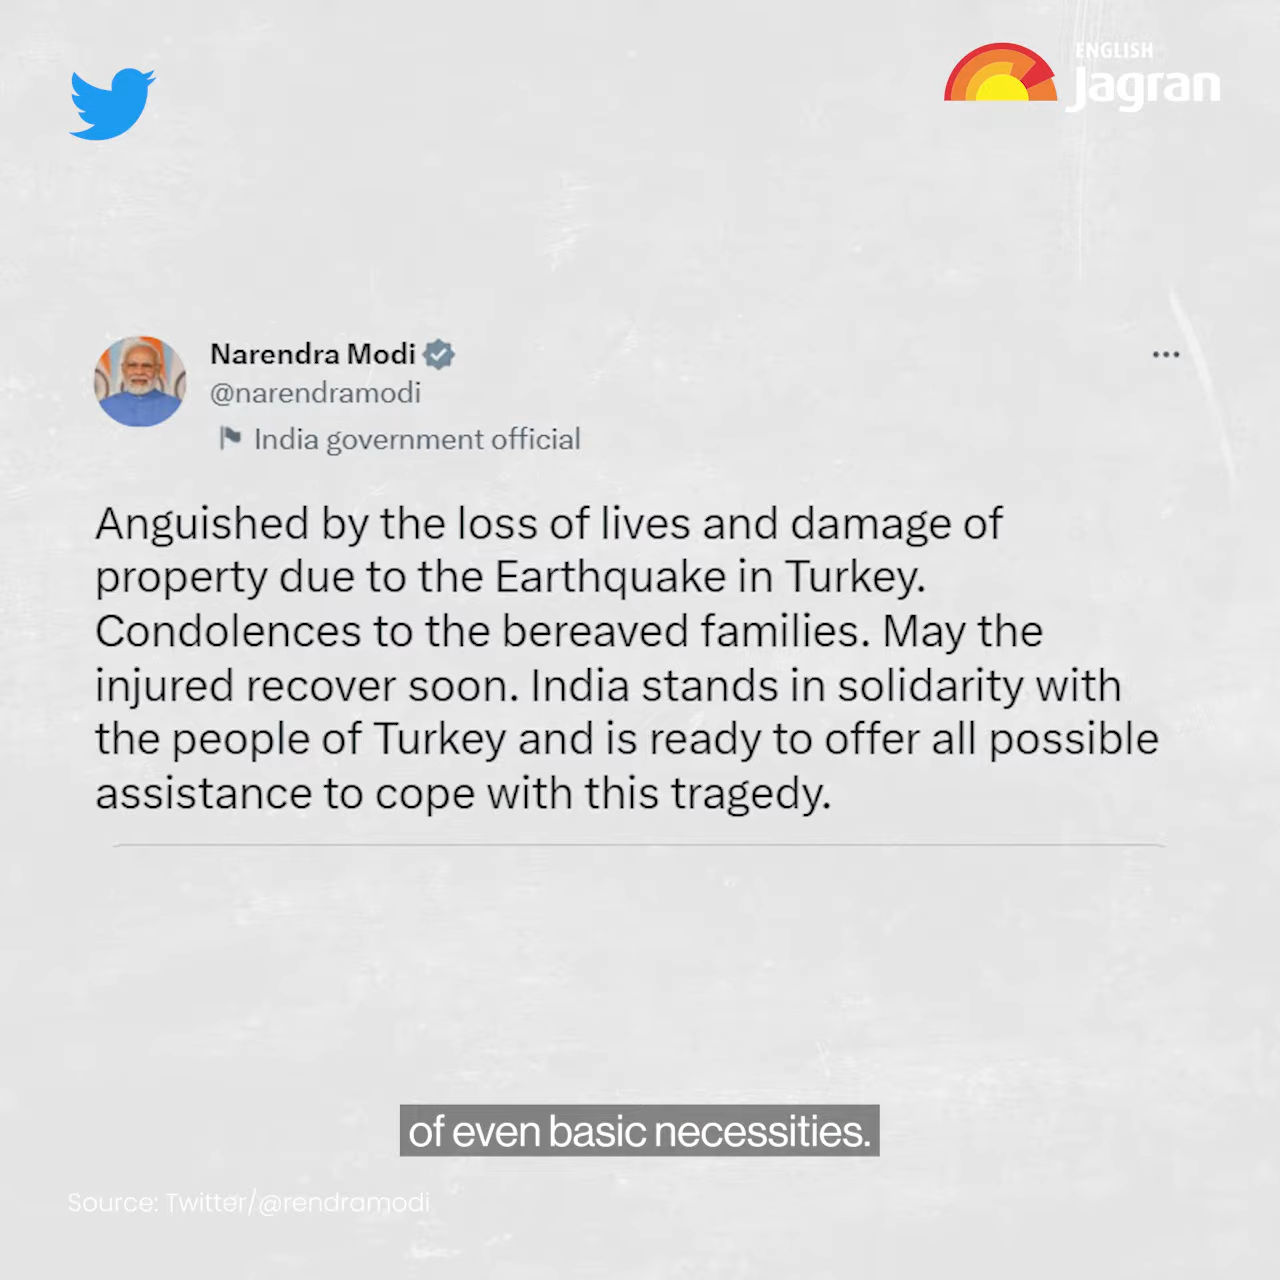 ENGLISH
Jagran
Narendra Modi
@narendramodi
India government official
Anguished by the loss of lives and damage of
property due to the Earthquake in Turkey.
Condolences to the bereaved families. May the
injured recover soon. India stands in solidarity with
the people of Turkey and is ready to offer all possible
assistance to cope with this tragedy.
of even basic necessities.
Source: Twitter/@rendramodi